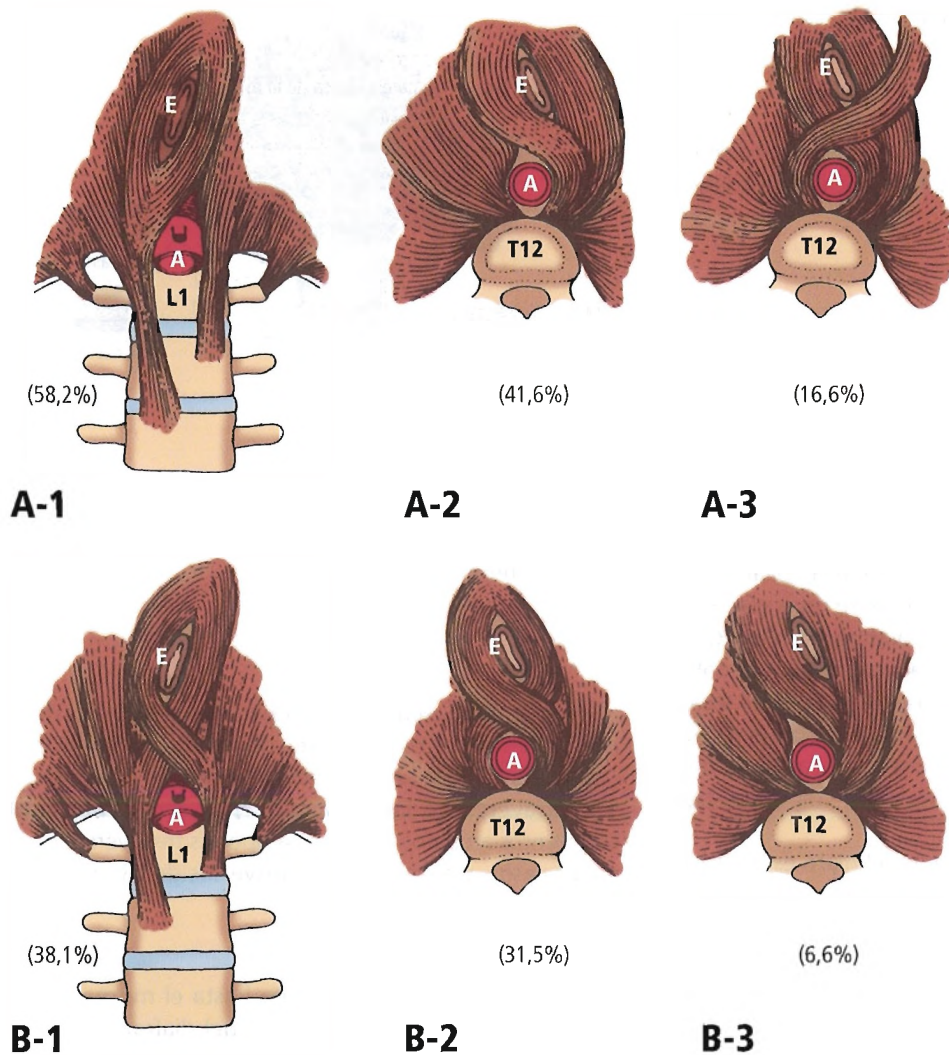 E
E
E
A
A
A
T12
T12
L1
(58,2%)
(41,6%)
(16,6%)
A-1
A-2
A-3
E
E
E
A
A
A
T12
T12
L1
(38,1%)
(31,5%)
(6,6%)
B-1
B-2
B-3